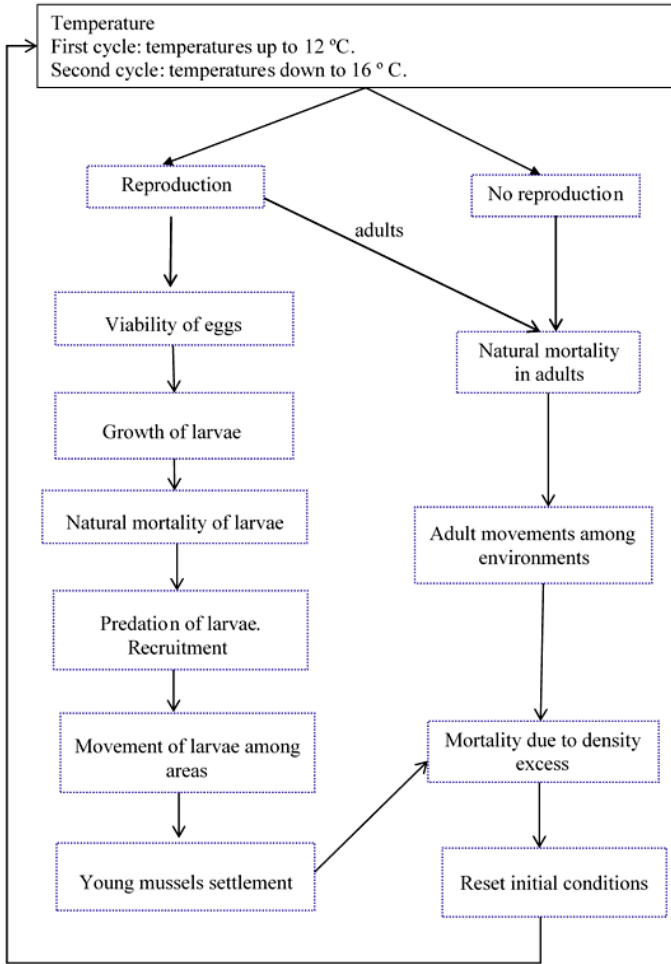 Temperature
First cycle: temperatures up to 12 ºC.
Second cycle: temperatures down to 16 º C.
Reproduction
No reproduction
adults
Viability of eggs
Natural mortality
in adults
Growth of larvae
Natural mortality of larvae
Adult movements among
environments
Predation of larvae.
Recruitment
Movement of larvae among
areas
Mortality due to density
excess
Young mussels settlement
Reset initial conditions